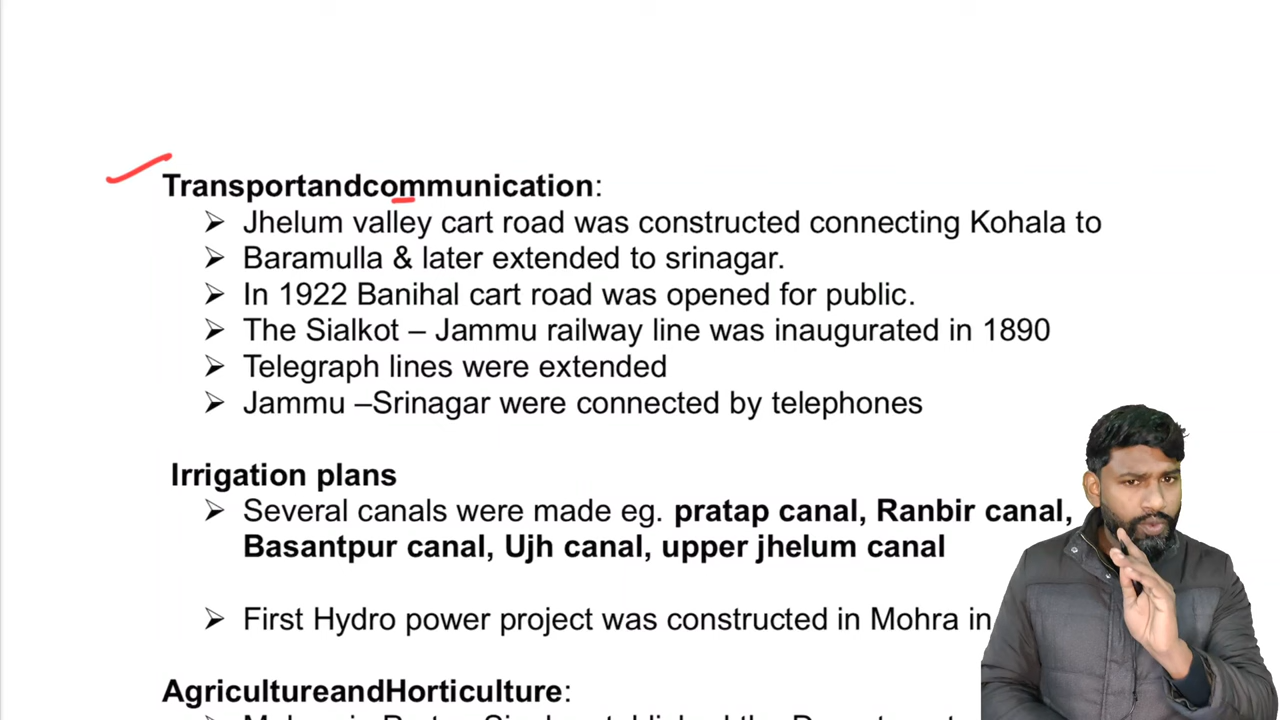 Transportandcommunication:
➢ Jhelum valley cart road was constructed connecting Kohala to
➢ Baramulla & later extended to srinagar.
➢ In 1922 Banihal cart road was opened for public.
➢ The Sialkot – Jammu railway line was inaugurated in 1890
➢ Telegraph lines were extended
➢ Jammu –Srinagar were connected by telephones
Irrigation plans
➢ Several canals were made eg. pratap canal, Ranbir canal,
Basantpur canal, Ujh canal, upper jhelum canal
➢ First Hydro power project was constructed in Mohra in
AgricultureandHorticulture: